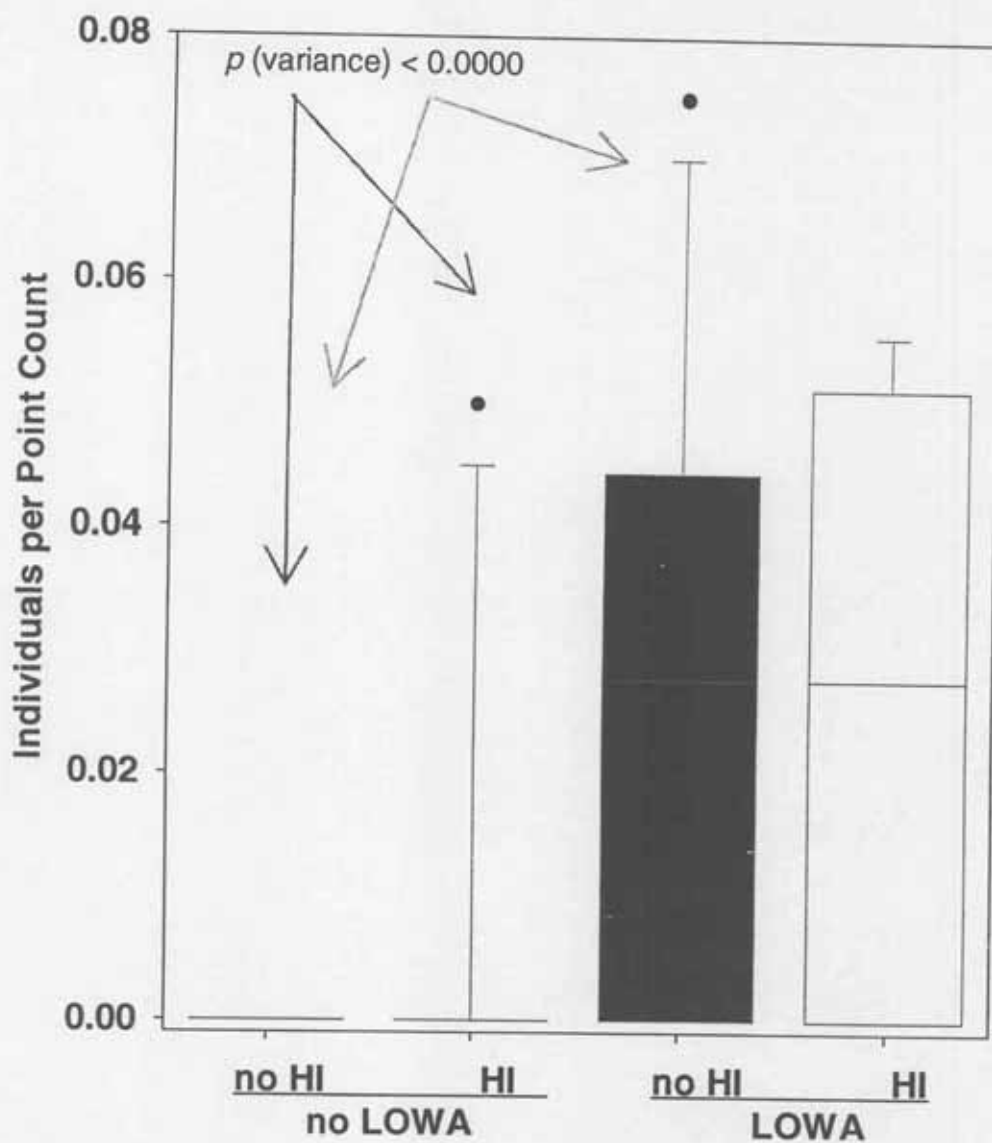 p (variance) < 0.0000
Individuals per Point Count
0.08
0.06
0.04
0.02
0.00
no HI HI no HI HI
no LOWA LOWA